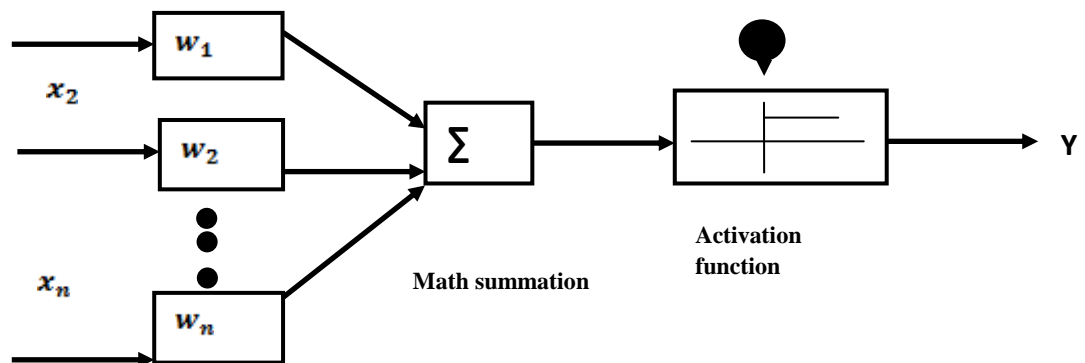 w₁
x₂
w₂
Σ
Y
Activation
function
Math summation
xₙ
wₙ